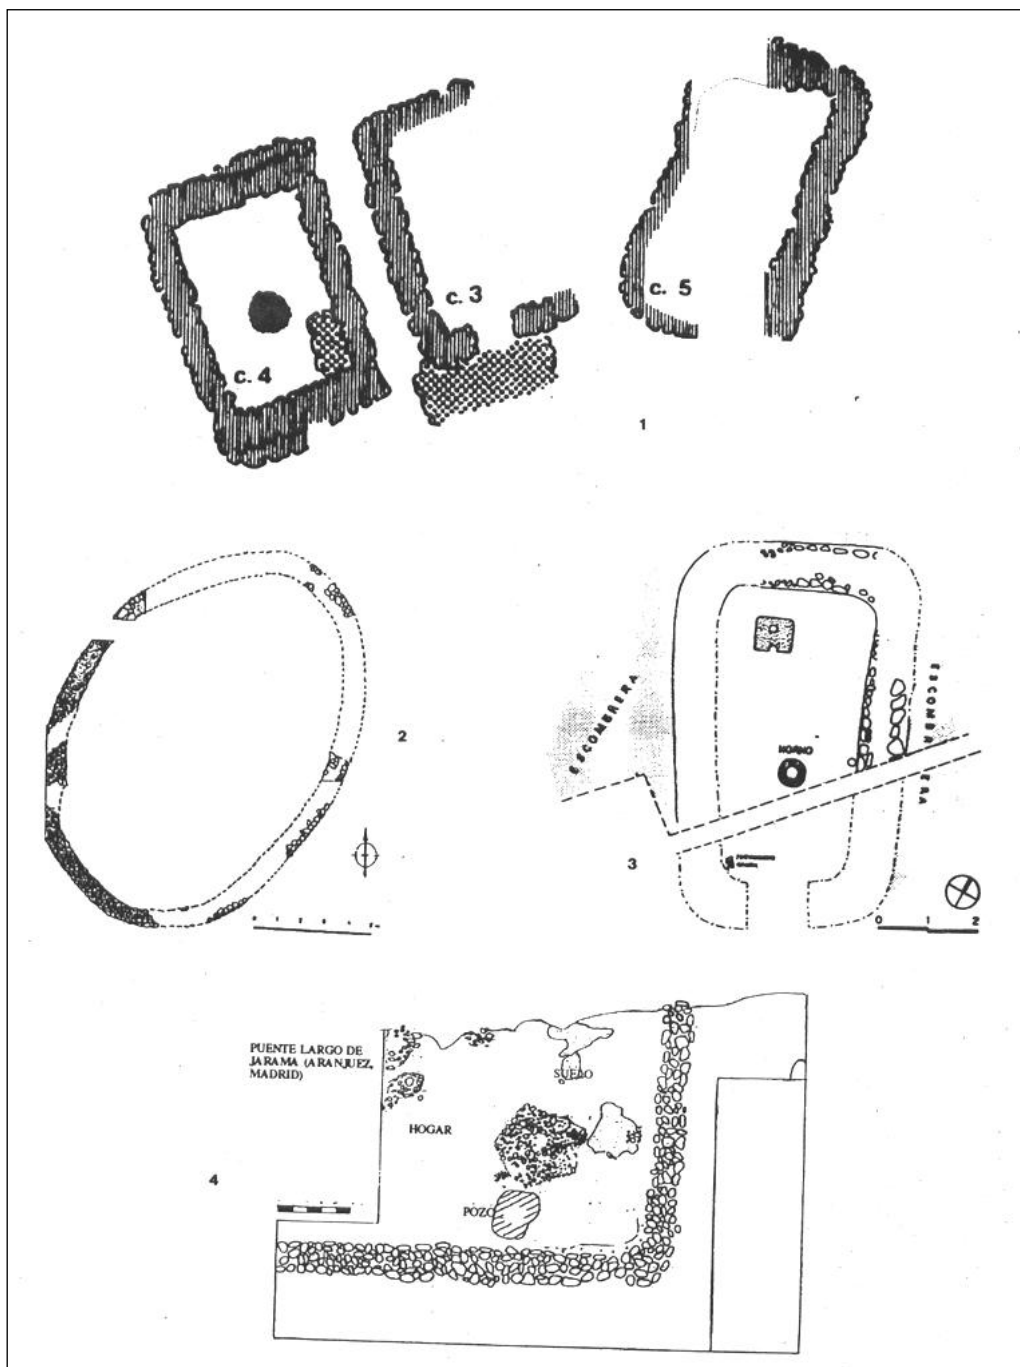 c. 4
c. 3
c. 5
1
2
ESCOMBRERA
HORNO
ESCOMBRERA
3
0 1 2
PUENTE LARGO DE
JARAMA (ARANJUEZ,
MADRID)
SUELO
HOGAR
4
POZO